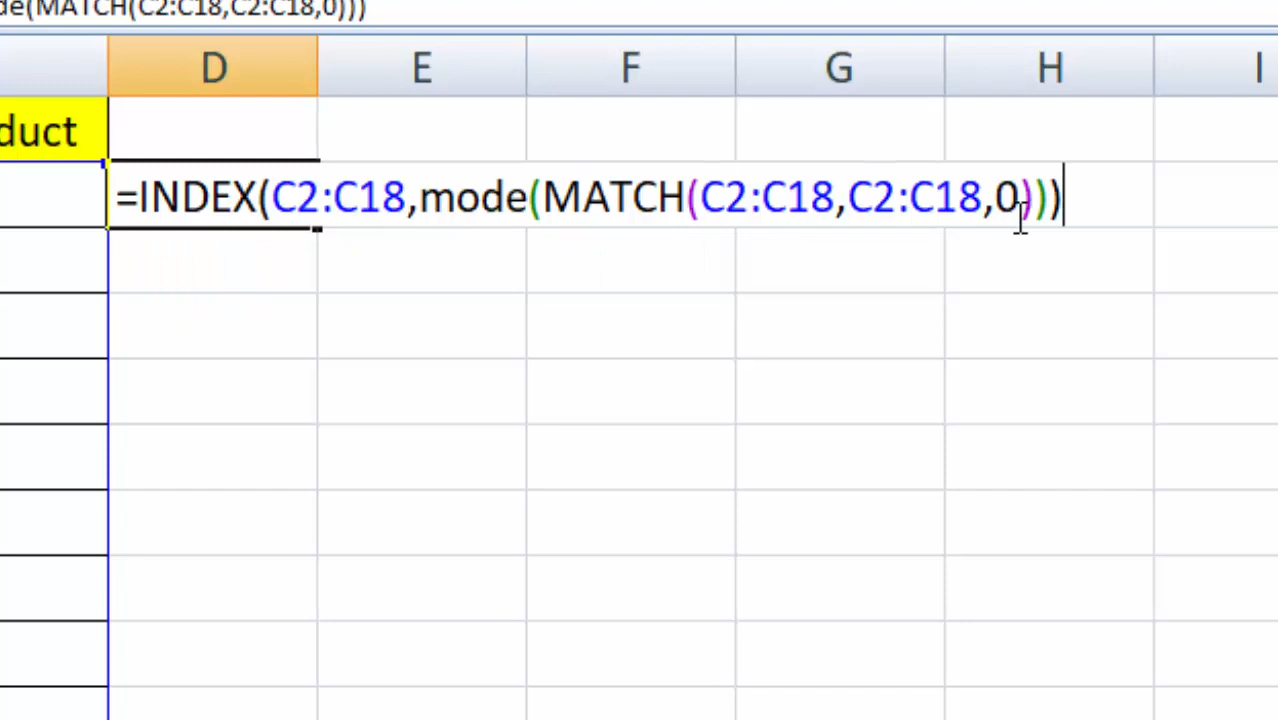 de(MATCH(C2:C18,C2:C18,0)))
D E F G H I
duct
=INDEX(C2:C18,mode(MATCH(C2:C18,C2:C18,0)))